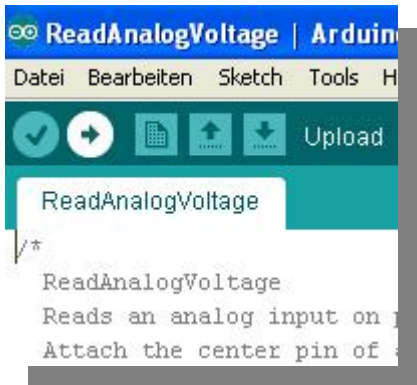 ReadAnalogVoltage | Arduin
Datei Bearbeiten Sketch Tools H
Upload
ReadAnalogVoltage
/*
ReadAnalogVoltage
Reads an analog input on
Attach the center pin of